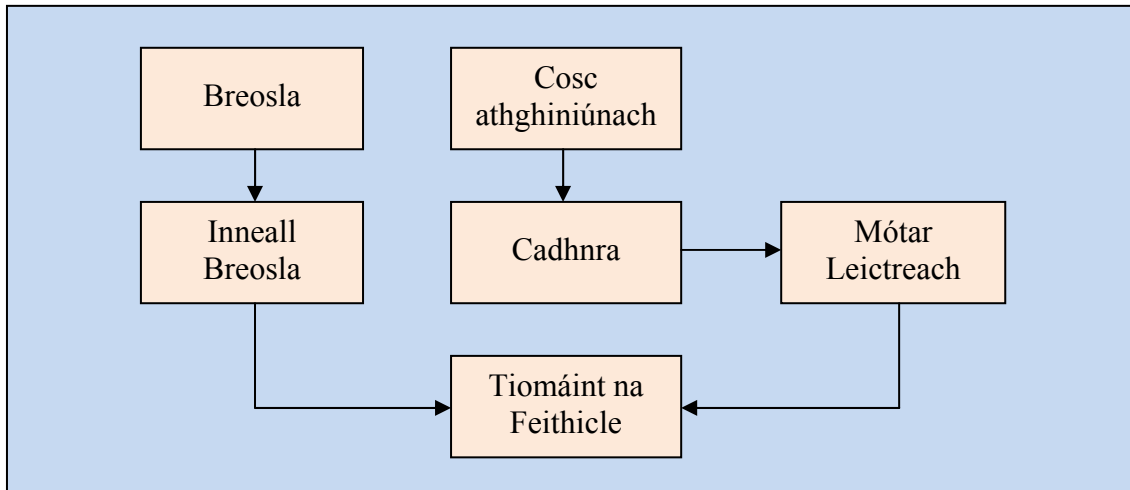 Breosla
Cosc
athghiniúnach
Inneall
Breosla
Cadhnra
Mótar
Leictreach
Tiomáint na
Feithicle